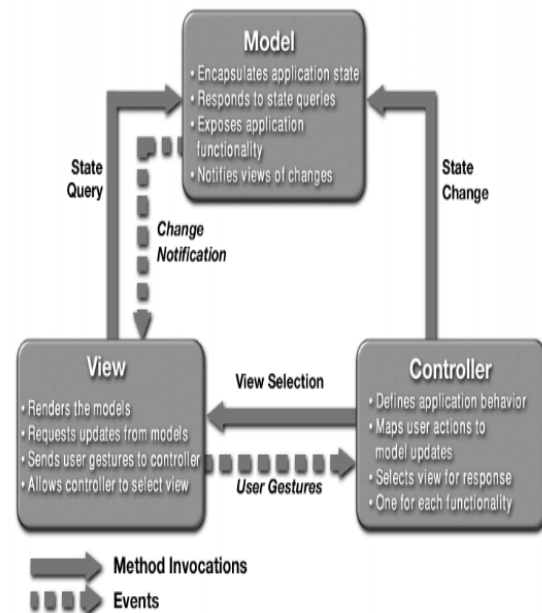 Model
• Encapsulates application state
• Responds to state queries
• Exposes application
functionality
• Notifies views of changes
State
Query
Change
Notification
State
Change
View
• Renders the models
• Requests updates from models
• Sends user gestures to controller
• Allows controller to select view
View Selection
User Gestures
Controller
• Defines application behavior
• Maps user actions to
model updates
• Selects view for response
• One for each functionality
Method Invocations
Events